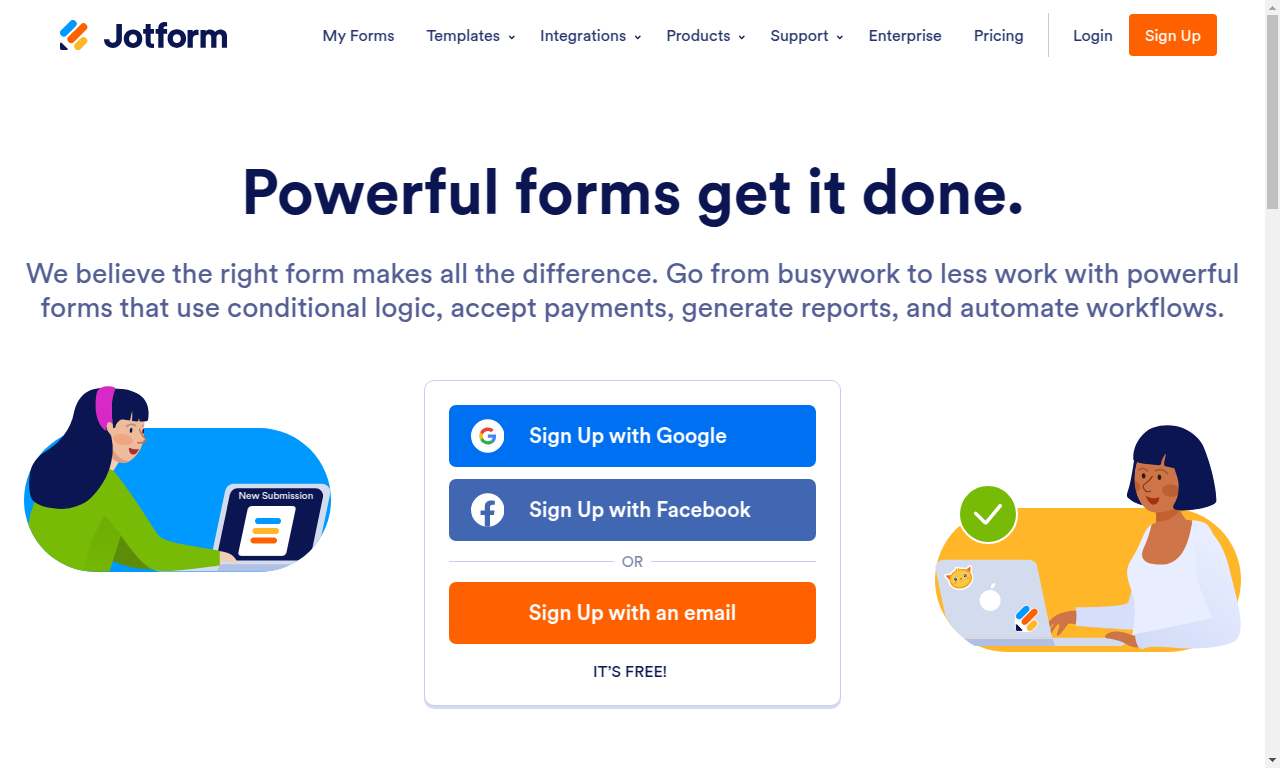 Jotform
My Forms Templates Integrations Products Support Enterprise Pricing Login Sign Up
Powerful forms get it done.
We believe the right form makes all the difference. Go from busywork to less work with powerful
forms that use conditional logic, accept payments, generate reports, and automate workflows.
New Submission
Sign Up with Google
Sign Up with Facebook
OR
Sign Up with an email
IT'S FREE!